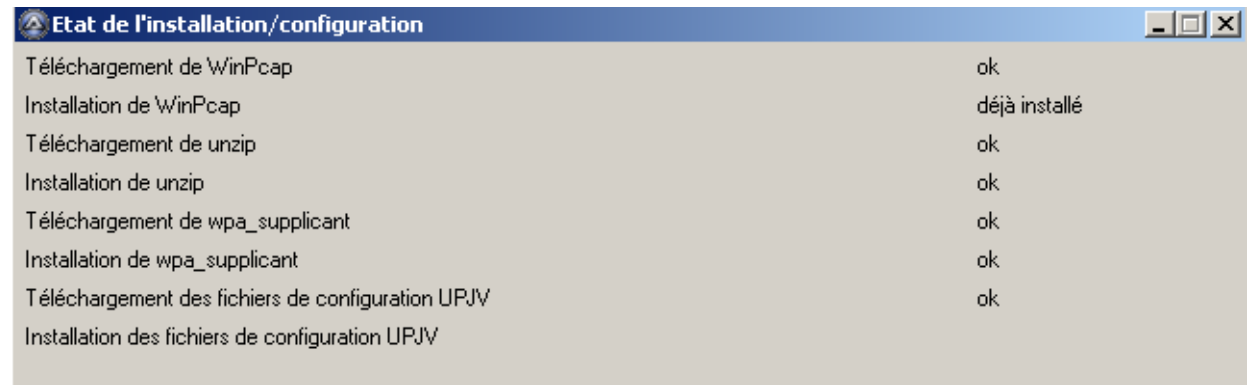 Etat de l'installation/configuration
Téléchargement de WinPcap ok
Installation de WinPcap déjà installé
Téléchargement de unzip ok
Installation de unzip ok
Téléchargement de wpa_supplicant ok
Installation de wpa_supplicant ok
Téléchargement des fichiers de configuration UPJV ok
Installation des fichiers de configuration UPJV